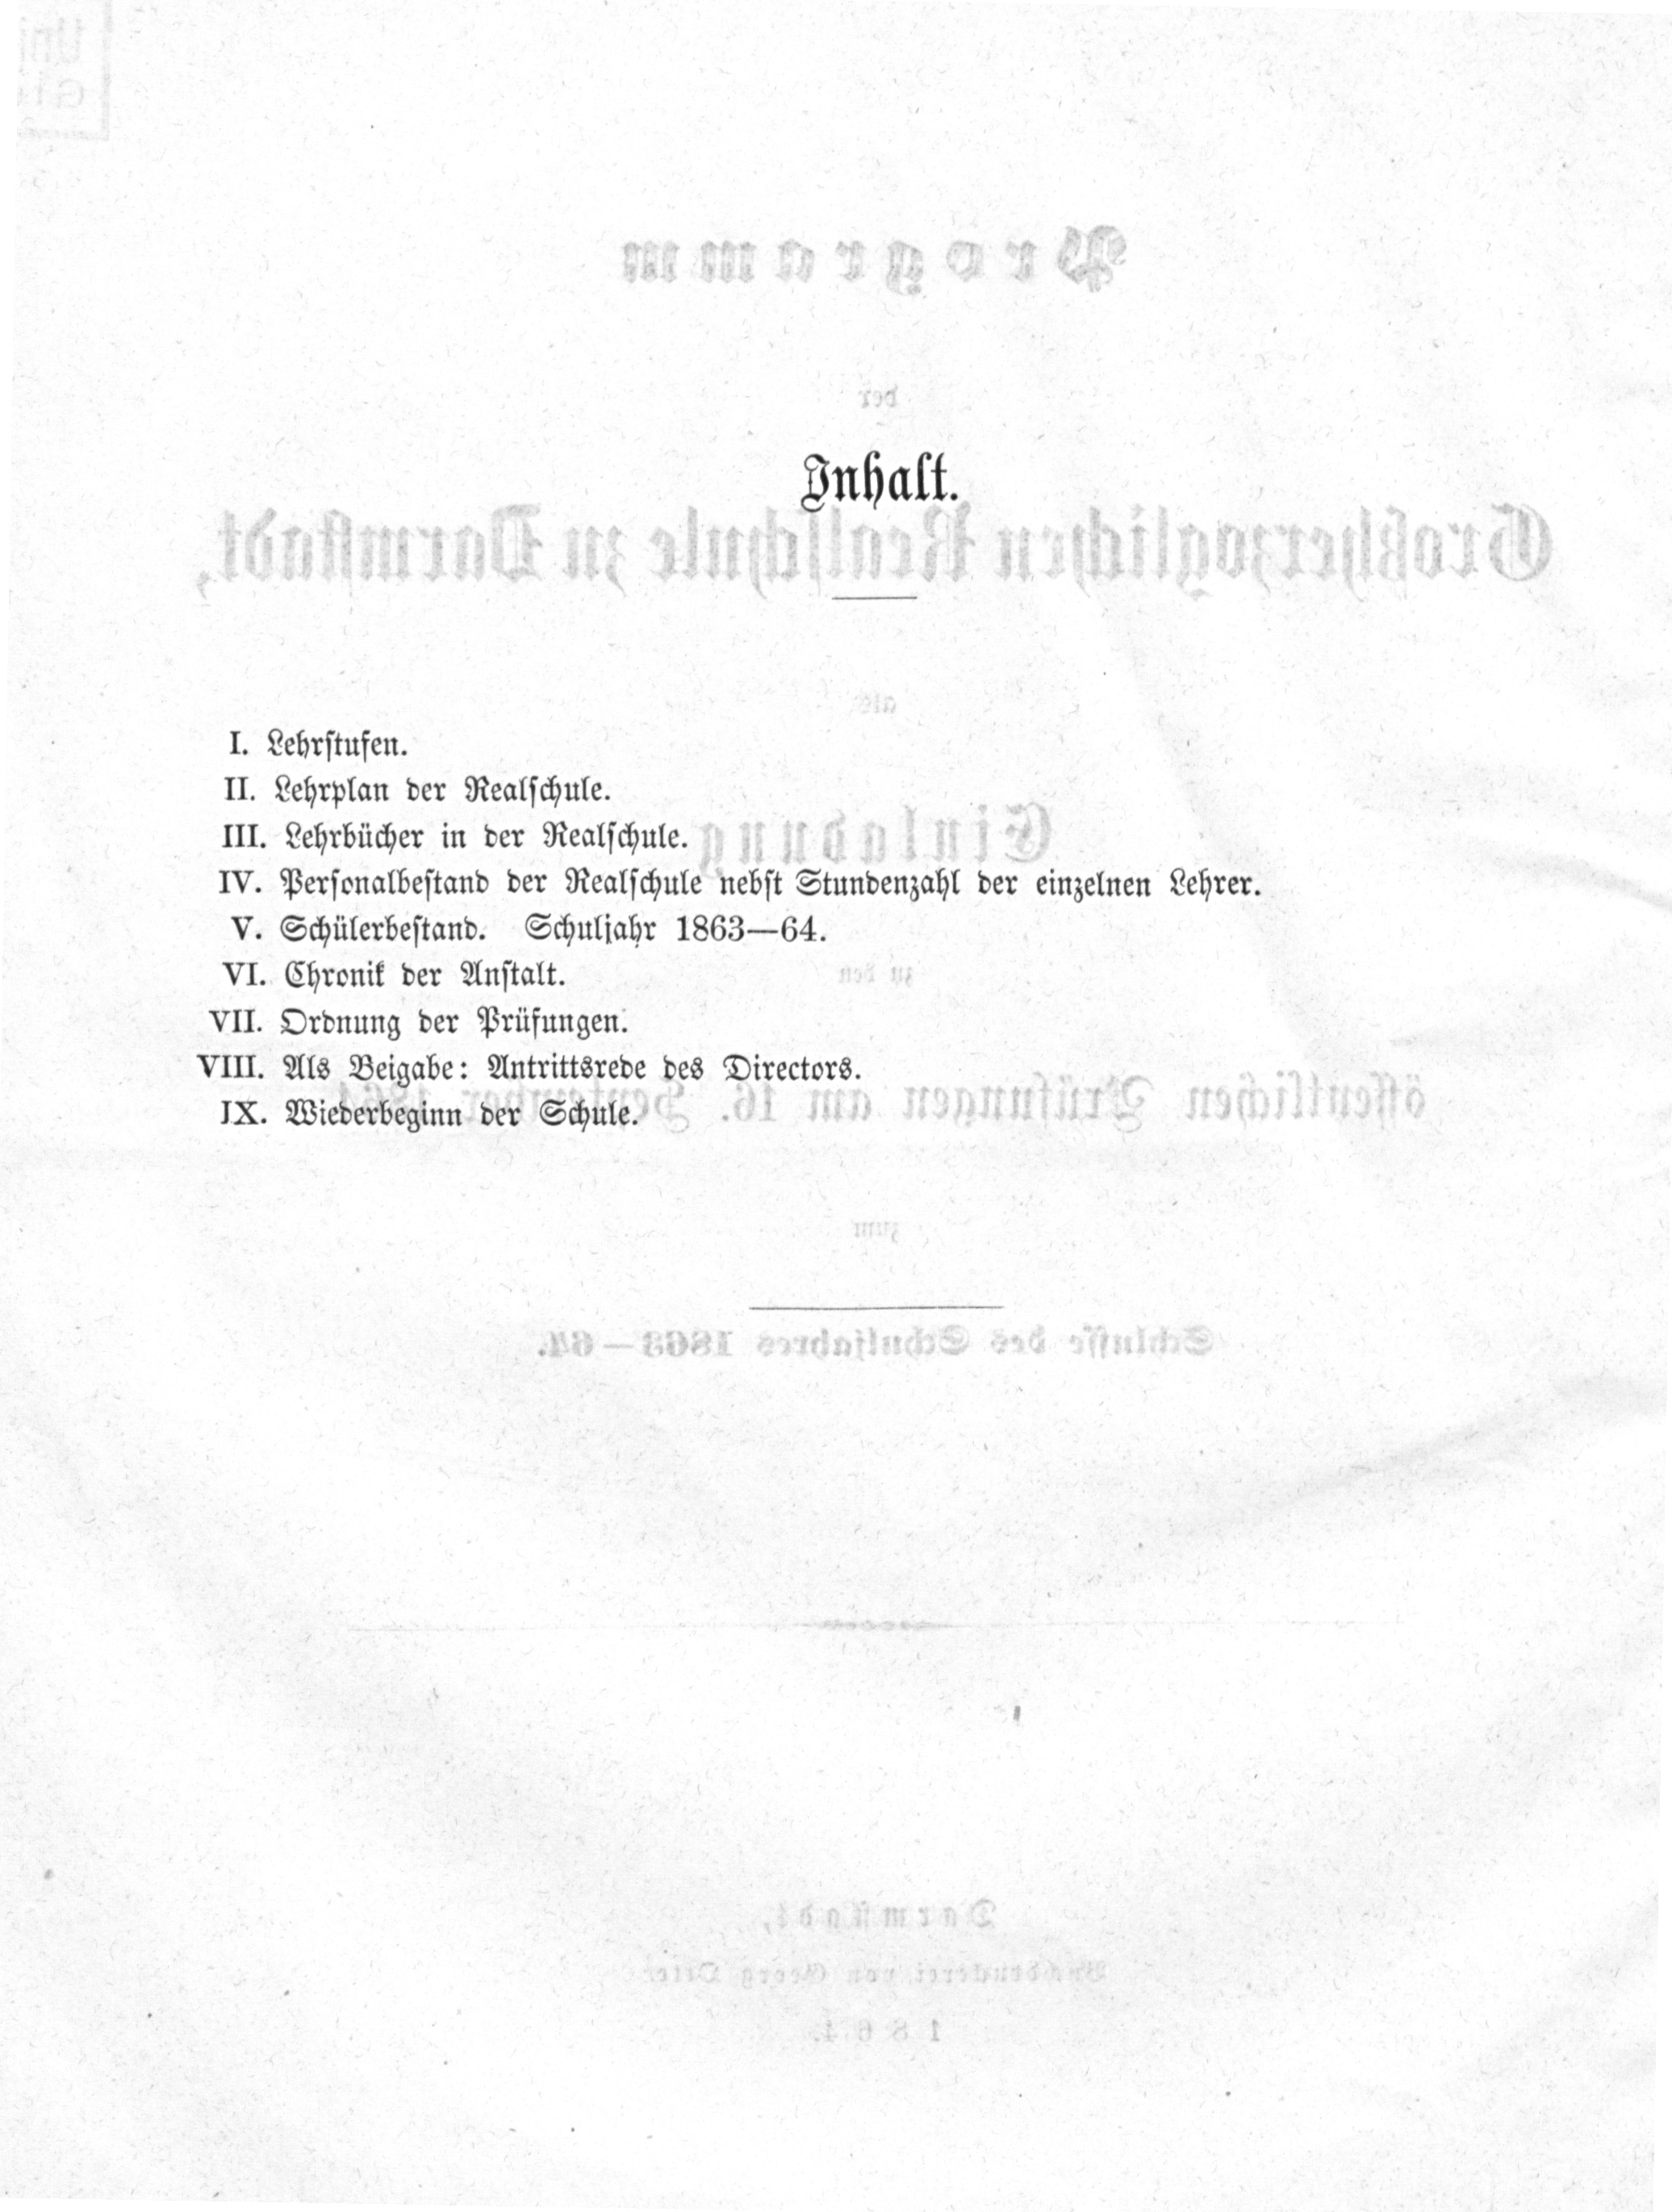 Inhalt.
I. Lehrstufen.
II. Lehrplan der Realschule.
III. Lehrbücher in der Realschule.
IV. Personalbestand der Realschule nebst Stundenzahl der einzelnen Lehrer.
V. Schülerbestand. Schuljahr 1863—64.
VI. Chronik der Anstalt.
VII. Ordnung der Prüfungen.
VIII. Als Beigabe: Antrittsrede des Directors.
IX. Wiederbeginn der Schule.